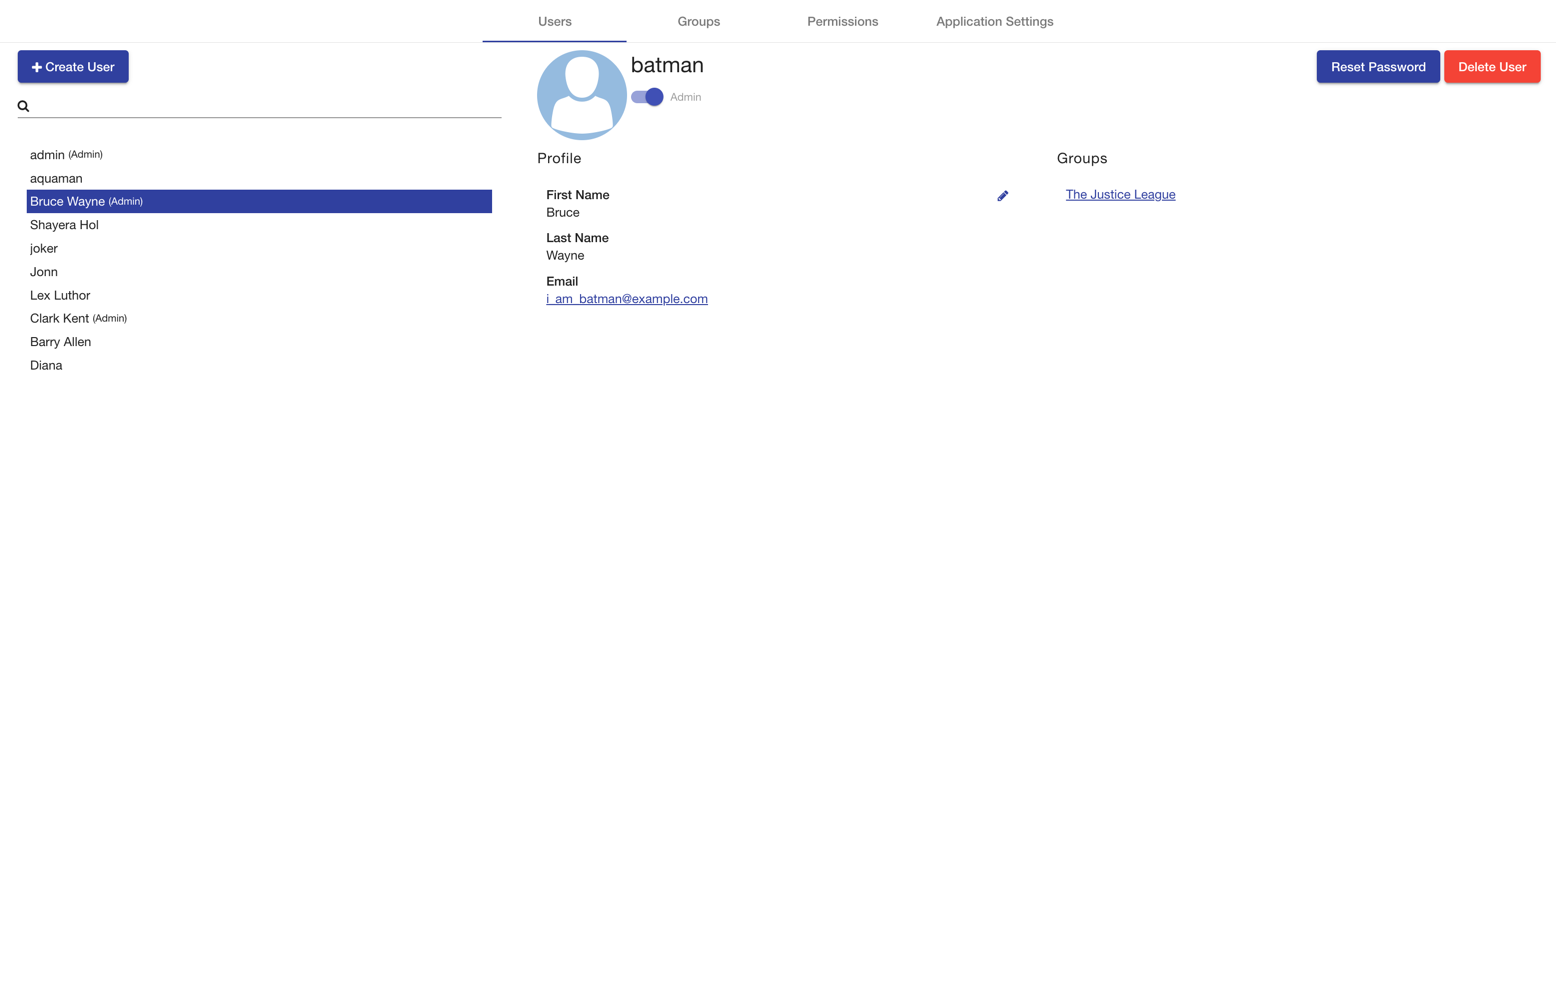 Users Groups Permissions Application Settings
Create User
admin (Admin)
aquaman
Bruce Wayne (Admin)
Shayera Hol
joker
Jonn
Lex Luthor
Clark Kent (Admin)
Barry Allen
Diana
batman
Admin
Reset Password Delete User
Profile
First Name
Bruce
Last Name
Wayne
Email
i_am_batman@example.com
Groups
The Justice League